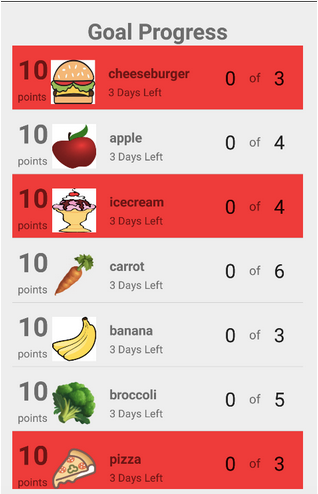 Goal Progress
10 cheeseburger 0 of 3
points 3 Days Left
10 apple 0 of 4
points 3 Days Left
10 icecream 0 of 4
points 3 Days Left
10 carrot 0 of 6
points 3 Days Left
10 banana 0 of 3
points 3 Days Left
10 broccoli 0 of 5
points 3 Days Left
10 pizza 0 of 3
points 3 Days Left